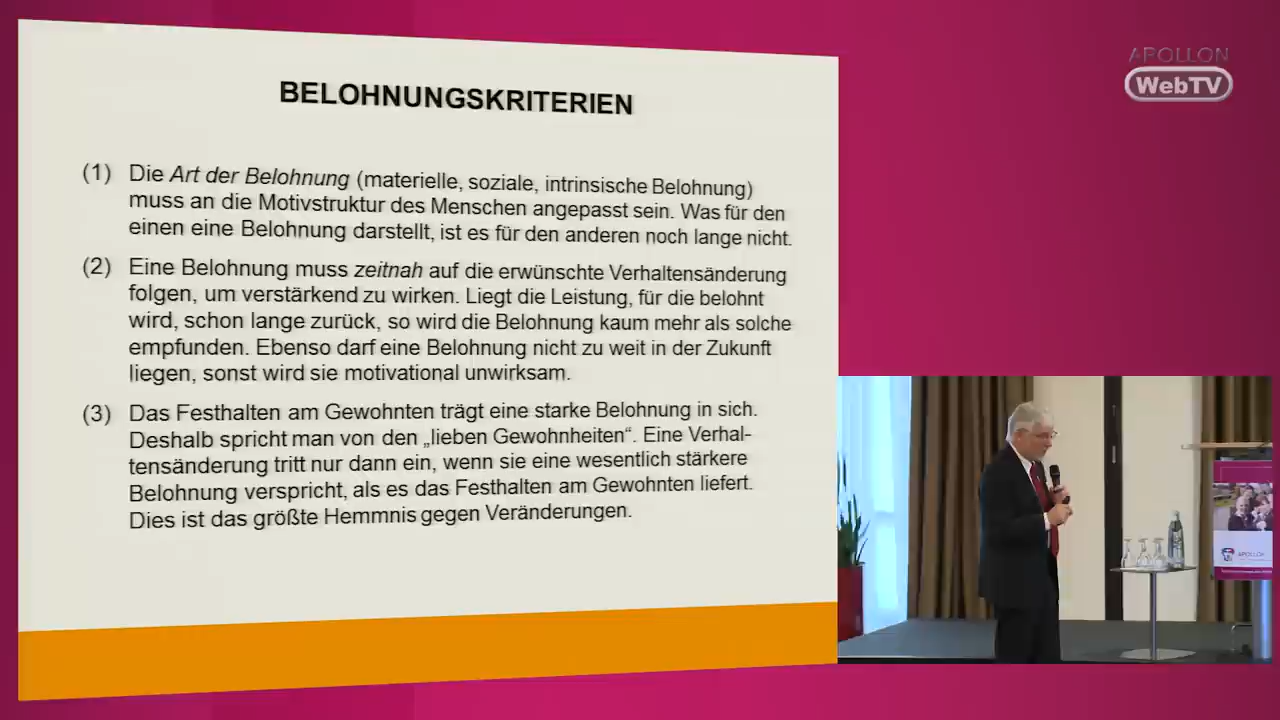 APOLLON
WebTV
BELOHNUNGSKRITERIEN
(1) Die Art der Belohnung (materielle, soziale, intrinsische Belohnung)
muss an die Motivstruktur des Menschen angepasst sein. Was für den
einen eine Belohnung darstellt, ist es für den anderen noch lange nicht.
(2) Eine Belohnung muss zeitnah auf die erwünschte Verhaltensänderung
folgen, um verstärkend zu wirken. Liegt die Leistung, für die belohnt
wird, schon lange zurück, so wird die Belohnung kaum mehr als solche
empfunden. Ebenso darf eine Belohnung nicht zu weit in der Zukunft
liegen, sonst wird sie motivational unwirksam.
(3) Das Festhalten am Gewohnten trägt eine starke Belohnung in sich.
Deshalb spricht man von den „lieben Gewohnheiten“. Eine Verhal-
tensänderung tritt nur dann ein, wenn sie eine wesentlich stärkere
Belohnung verspricht, als es das Festhalten am Gewohnten liefert.
Dies ist das größte Hemmnis gegen Veränderungen.
APOLLON